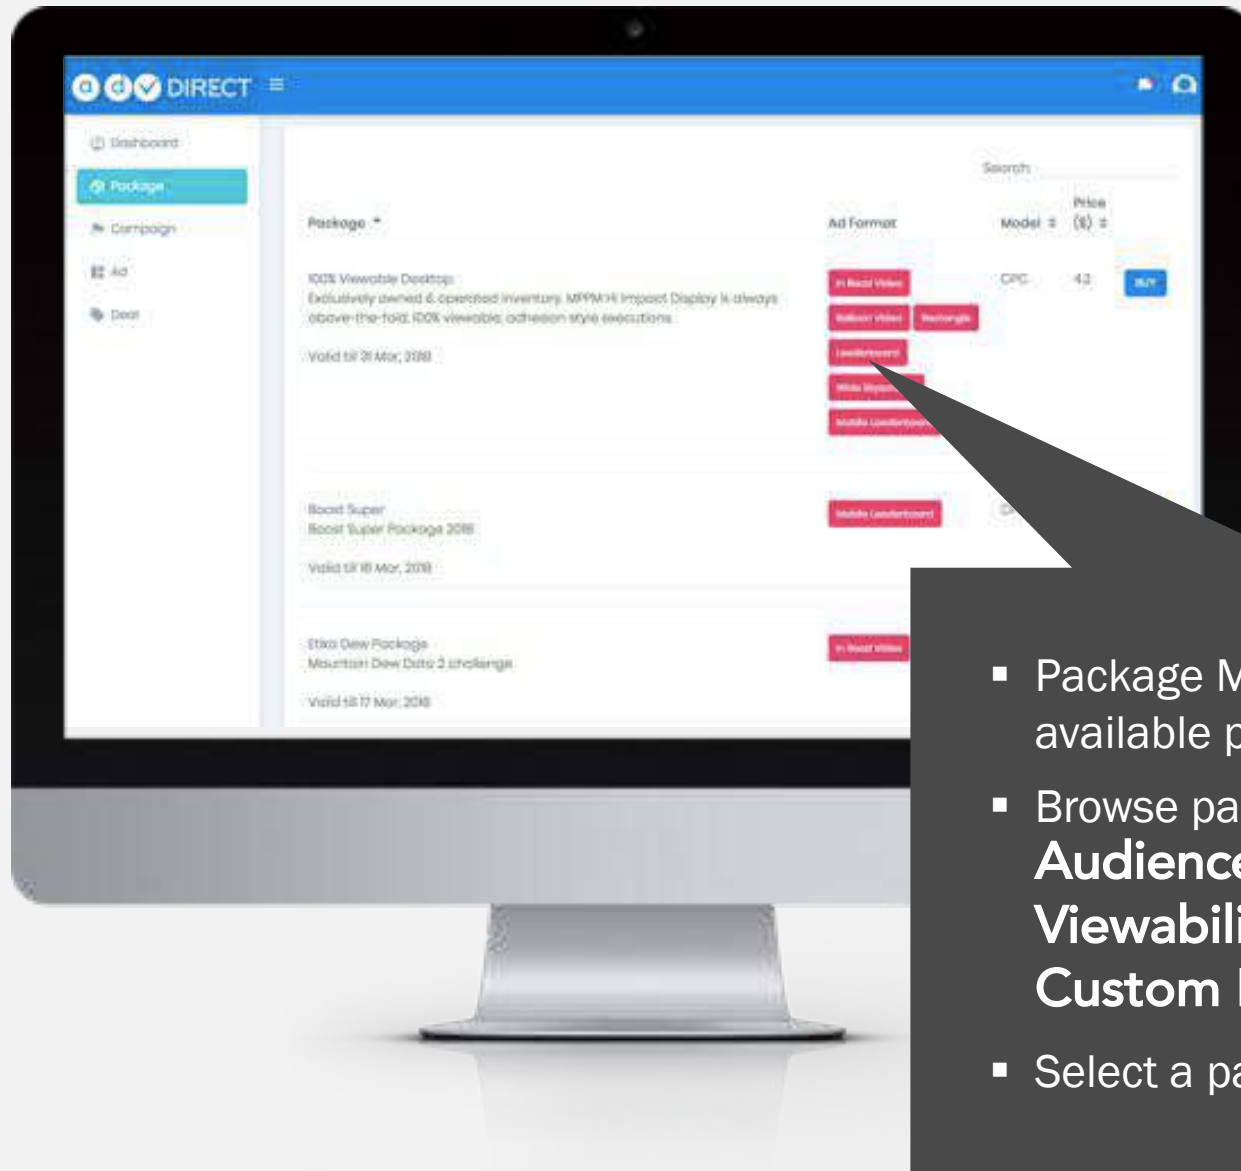 ad DIRECT
Dashboard
Package
Campaign
Ad
Deal
Search:
Package
Ad Format
Model
Price
($)
100% Viewable Desktop
Exclusively owned & operated inventory. MPPM Hi Impact Display is always
above-the-fold, 100% viewable, adhesion style executions.
Valid till 31 Mar, 2018
In Read Video
Balloon Video
Rectangle
Leaderboard
Wide
Mobile Leaderboard
CPC
4.2
BUY
Boost Super
Boost Super Package 2018
Valid till 18 Mar, 2018
Mobile Leaderboard
Etika Dew Package
Mountain Dew Dota 2 challenge
Valid till 17 Mar, 2018
In Read Video
▪ Package M
available p
▪ Browse pa
Audience
Viewabili
Custom
▪ Select a pa